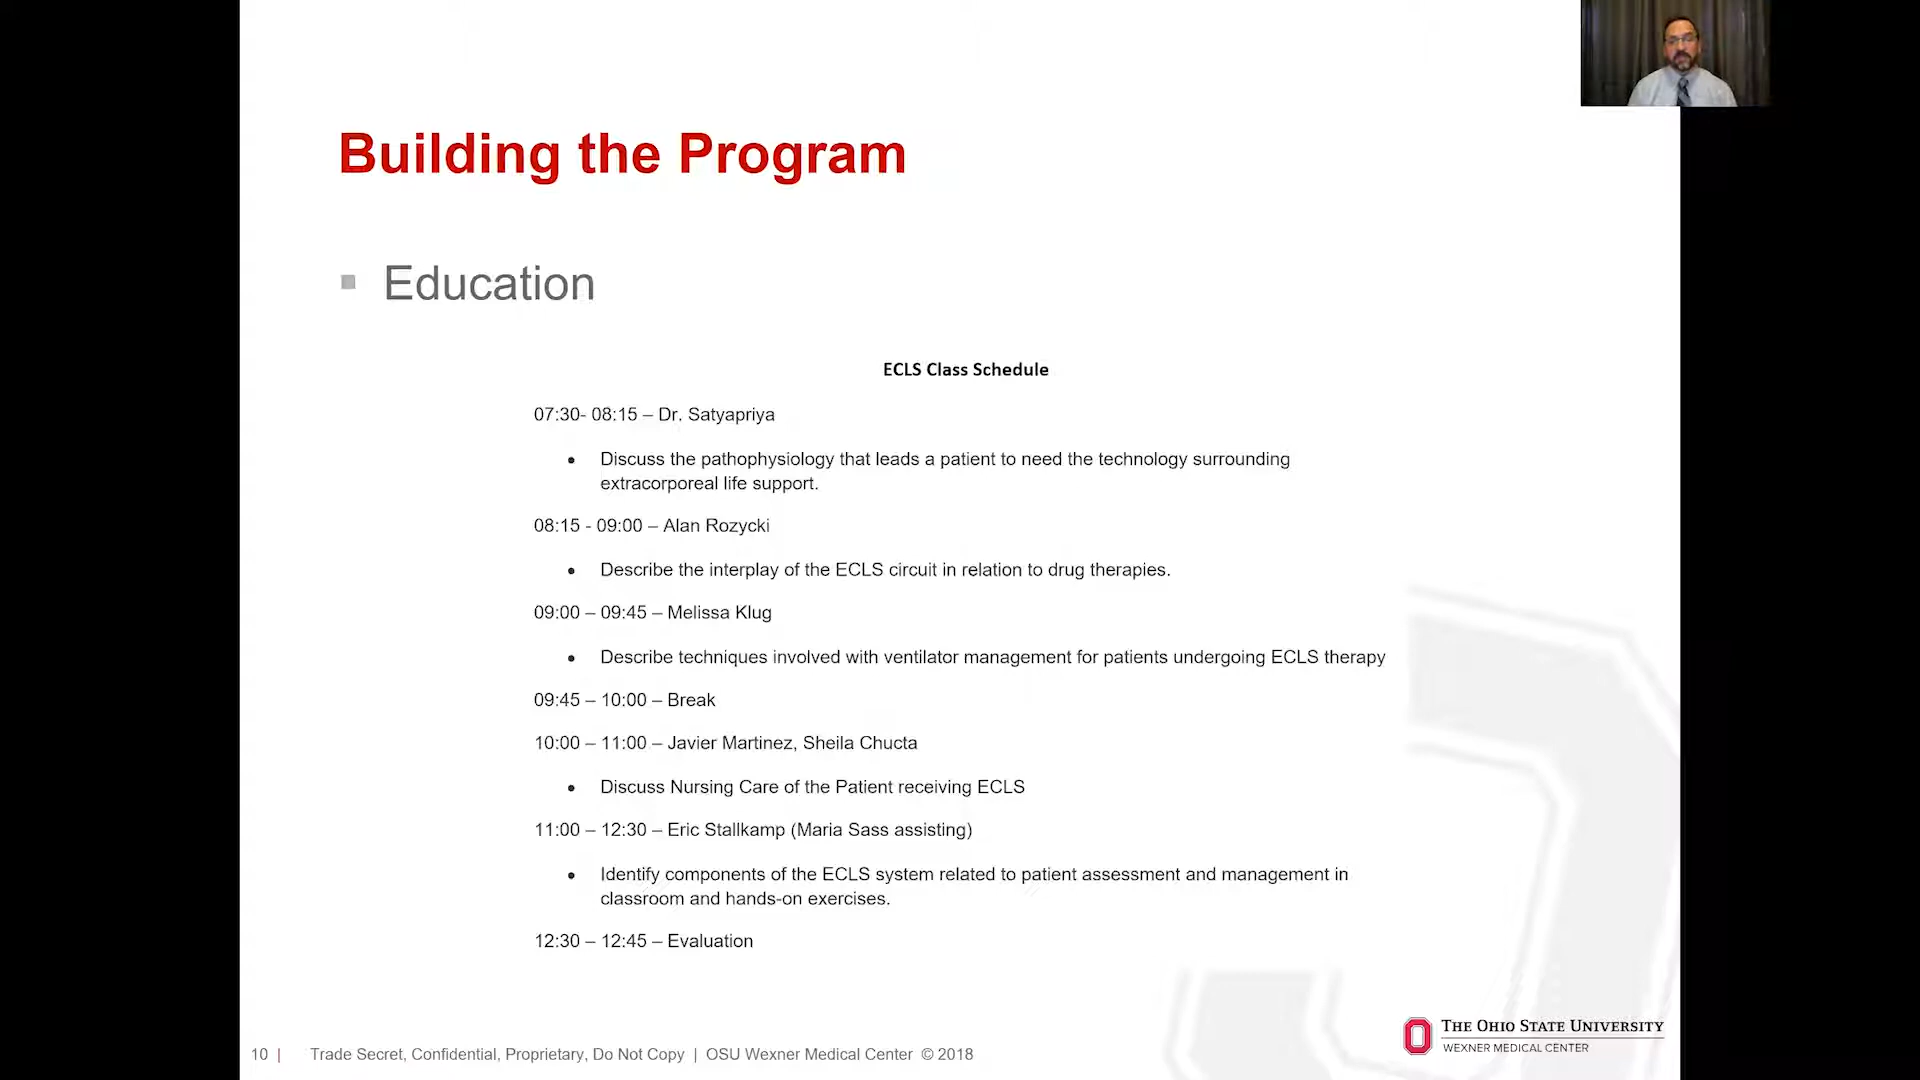 Building the Program
Education
ECLS Class Schedule
07:30- 08:15 – Dr. Satyapriya
• Discuss the pathophysiology that leads a patient to need the technology surrounding
extracorporeal life support.
08:15 - 09:00 – Alan Rozycki
• Describe the interplay of the ECLS circuit in relation to drug therapies.
09:00 – 09:45 – Melissa Klug
• Describe techniques involved with ventilator management for patients undergoing ECLS therapy
09:45 – 10:00 – Break
10:00 – 11:00 – Javier Martinez, Sheila Chucta
• Discuss Nursing Care of the Patient receiving ECLS
11:00 – 12:30 – Eric Stallkamp (Maria Sass assisting)
• Identify components of the ECLS system related to patient assessment and management in
classroom and hands-on exercises.
12:30 – 12:45 – Evaluation
10 | Trade Secret, Confidential, Proprietary, Do Not Copy | OSU Wexner Medical Center © 2018
THE OHIO STATE UNIVERSITY
WEXNER MEDICAL CENTER